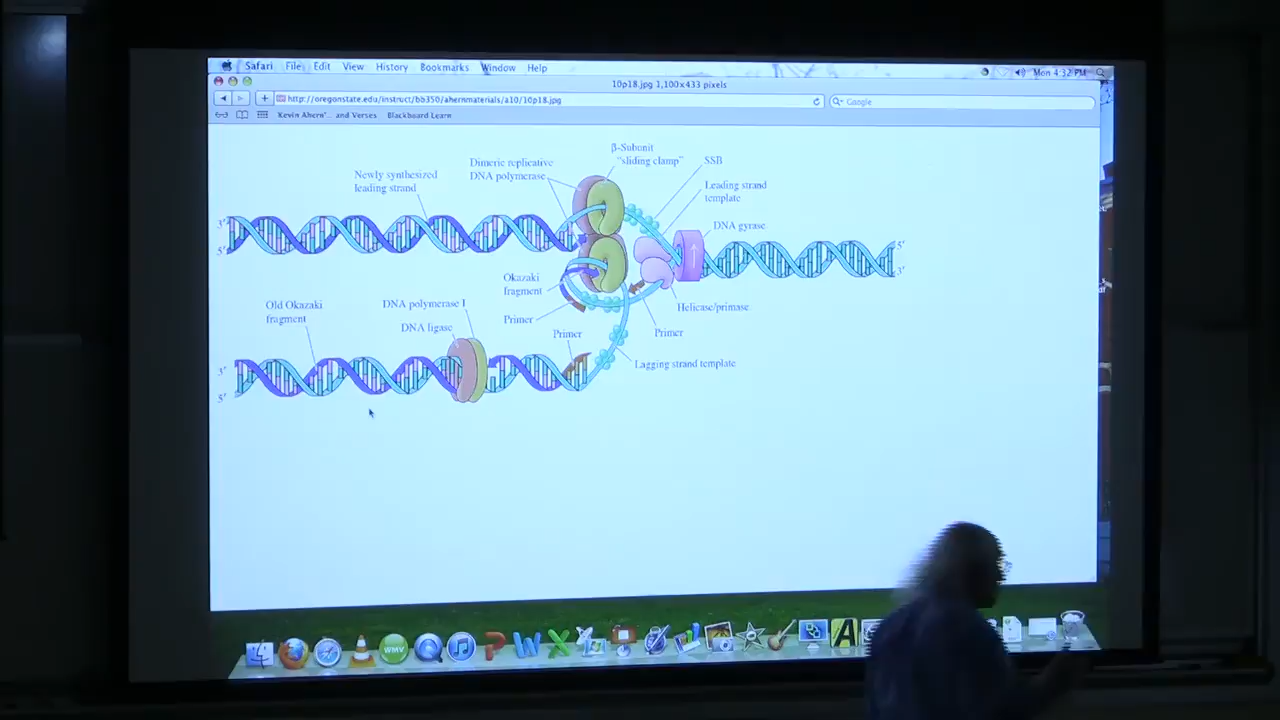 Safari File Edit View History Bookmarks Window Help Mon 4:32 PM
10p18.jpg 1,100x433 pixels
http://oregonstate.edu/instruct/bb350/ahernmaterials/a10/10p18.jpg Google
Kevin Ahern'... and Verses Blackboard Learn
β-Subunit
"sliding clamp"
Dimeric replicative
DNA polymerase
SSB
Newly synthesized
leading strand
Leading strand
template
DNA gyrase
3'
5'
5'
3'
Okazaki
fragment
Helicase/primase
Old Okazaki
fragment
DNA polymerase I
DNA ligase
Primer
Primer
Primer
Lagging strand template
3'
5'
WMV